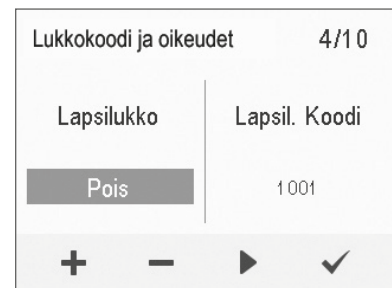 Lukkokoodi ja oikeudet 4/10
Lapsilukko Lapsil. Koodi
Pois 1001